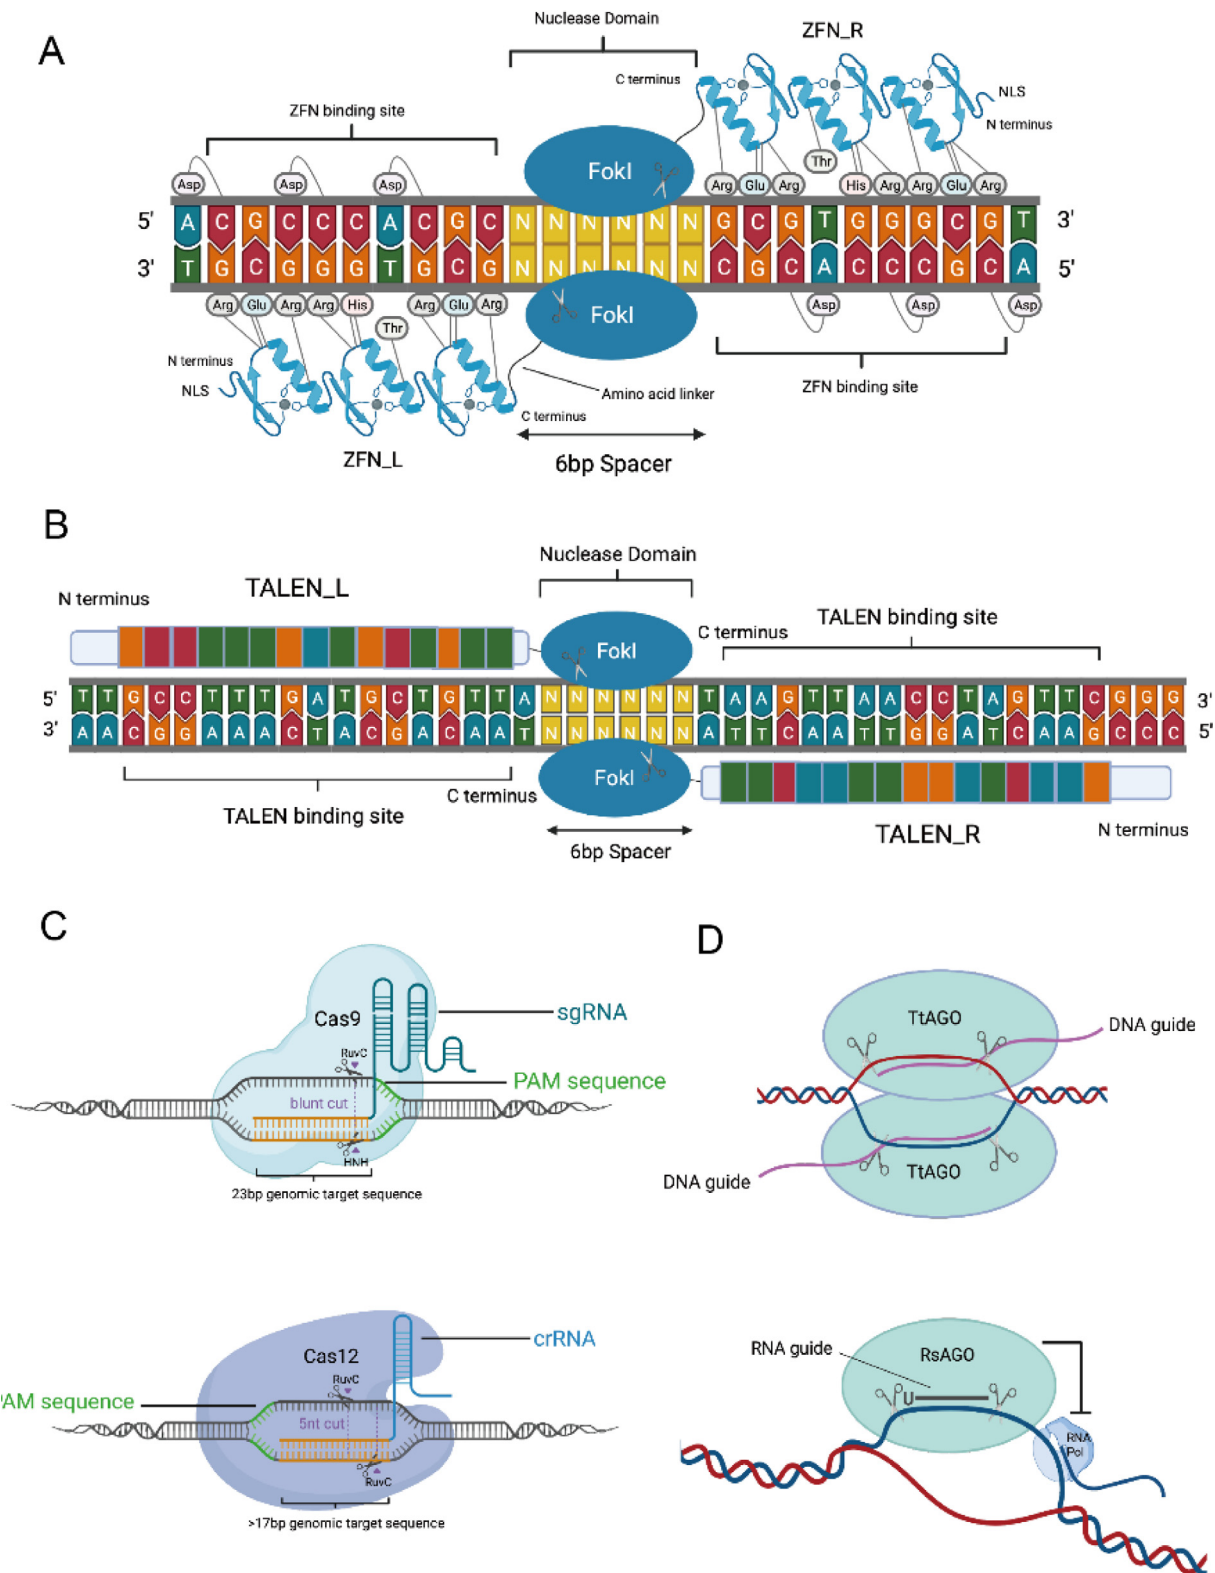 A
Nuclease Domain
ZFN_R
C terminus
NLS
N terminus
ZFN binding site
FokI
Asp Asp Asp
Arg Glu Arg Thr His Arg Arg Glu Arg
5' A C G C C C A C G C N N N N N N G C G T G G G C G T 3'
3' T G C G G G T G C G N N N N N N C G C A C C C G C A 5'
Arg Glu Arg Arg His Thr Arg Glu Arg
FokI
Asp Asp Asp
N terminus
NLS
Amino acid linker
C terminus
ZFN binding site
ZFN_L
6bp Spacer
B
Nuclease Domain
TALEN_L
N terminus
TALEN binding site
C terminus
FokI
5' T T G C C T T T G A T G C T G T T A N N N N N N T A A G T T A A C C T A G T T C G G G 3'
3' A A C G G A A A C T A C G A C A A T N N N N N N A T T C A A T T G G A T C A A G C C C 5'
FokI
C terminus
TALEN binding site
TALEN_R
N terminus
6bp Spacer
C
Cas9
sgRNA
RuvC
PAM sequence
blunt cut
HNH
23bp genomic target sequence
Cas12
crRNA
RuvC
PAM sequence
5nt cut
RuvC
>17bp genomic target sequence
D
TtAGO
DNA guide
TtAGO
DNA guide
RNA guide
RsAGO
U
RNA
Pol